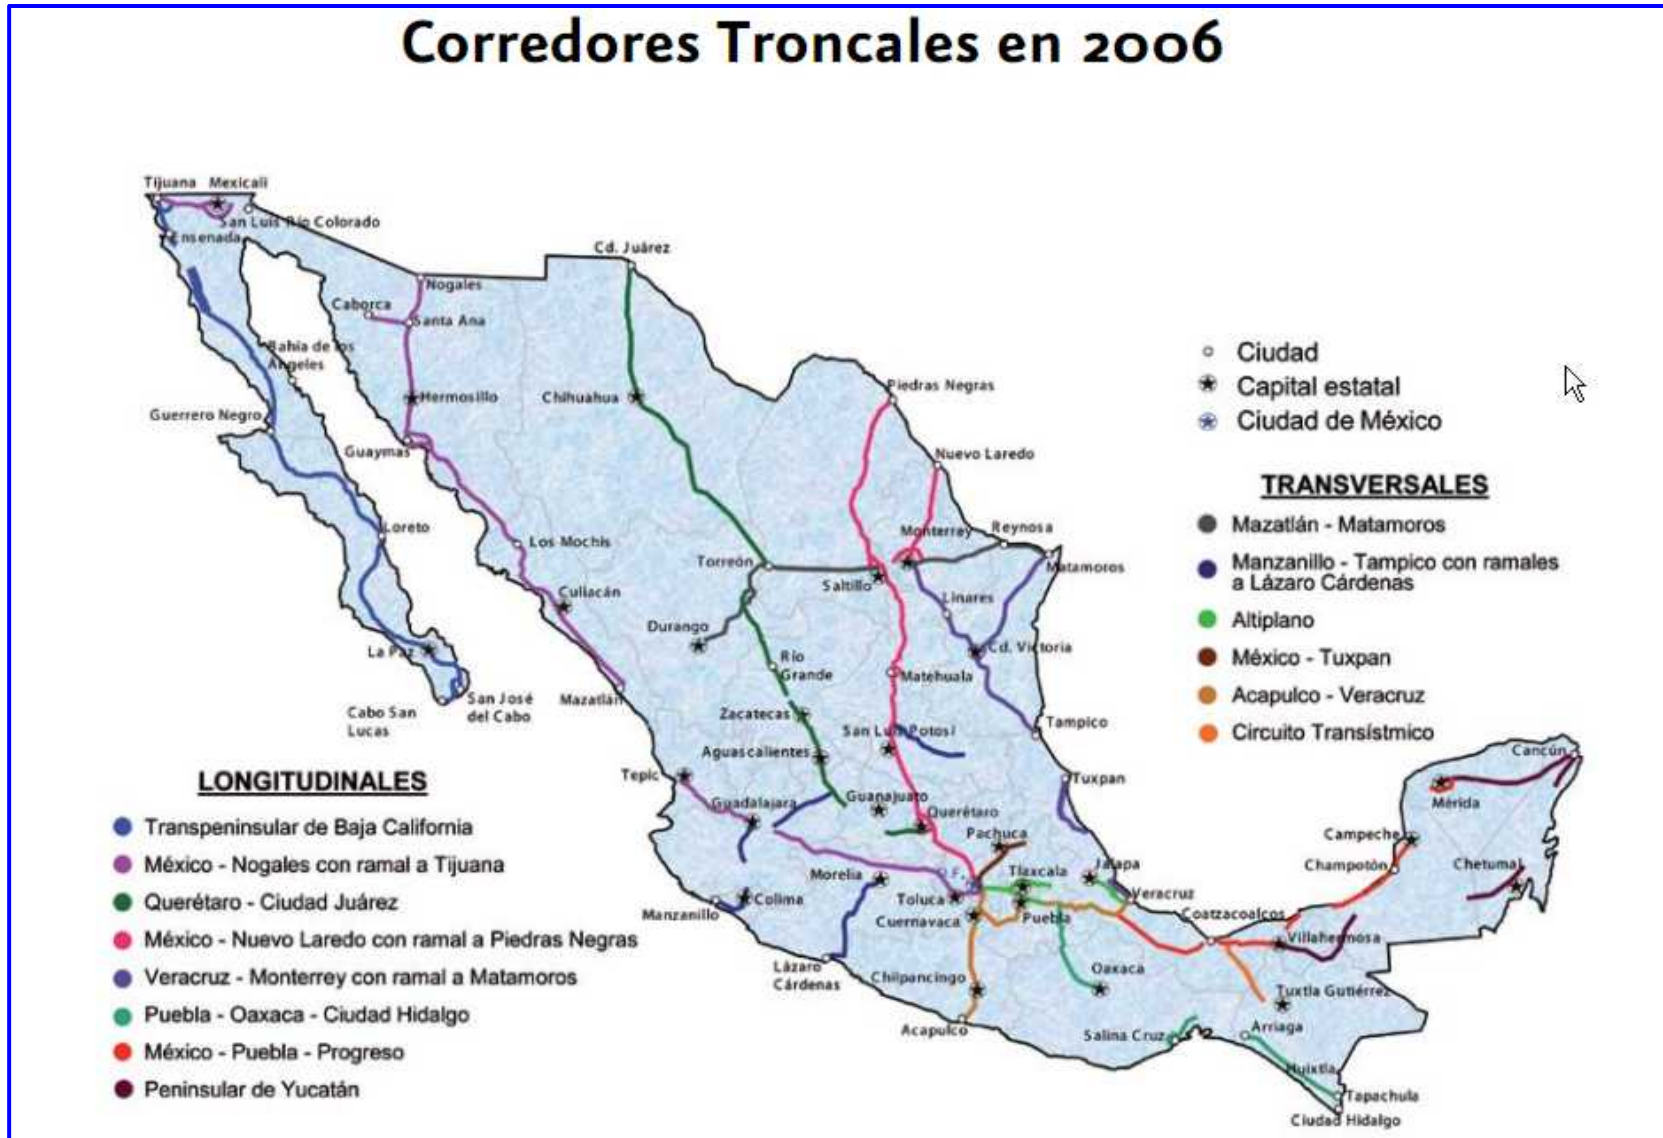 Corredores Troncales en 2006
Tijuana
Mexicali
San Luis Río Colorado
Ensenada
Cd. Juárez
Nogales
Caborca
Santa Ana
Bahía de los
Ángeles
Hermosillo
Chihuahua
Piedras Negras
Guerrero Negro
Guaymas
Nuevo Laredo
Loreto
Los Mochis
Monterrey
Reynosa
Torreón
Saltillo
Matamoros
Culiacán
Linares
Durango
Cd. Victoria
La Paz
Río
Grande
Matehuala
Cabo San
Lucas
San José
del Cabo
Mazatlán
Zacatecas
San Luis Potosí
Tampico
Aguascalientes
Tepic
Tuxpan
Cancún
Guadalajara
Guanajuato
Querétaro
Mérida
Pachuca
Campeche
Morelia
D.F.
Tlaxcala
Jalapa
Champotón
Chetumal
Manzanillo
Colima
Toluca
Cuernavaca
Puebla
Veracruz
Coatzacoalcos
Villahermosa
Lázaro
Cárdenas
Chilpancingo
Oaxaca
Tuxtla Gutiérrez
Acapulco
Salina Cruz
Arriaga
Huixtla
Tapachula
Ciudad Hidalgo
Ciudad
Capital estatal
Ciudad de México
TRANSVERSALES
Mazatlán - Matamoros
Manzanillo - Tampico con ramales
a Lázaro Cárdenas
Altiplano
México - Tuxpan
Acapulco - Veracruz
Circuito Transístmico
LONGITUDINALES
Transpeninsular de Baja California
México - Nogales con ramal a Tijuana
Querétaro - Ciudad Juárez
México - Nuevo Laredo con ramal a Piedras Negras
Veracruz - Monterrey con ramal a Matamoros
Puebla - Oaxaca - Ciudad Hidalgo
México - Puebla - Progreso
Peninsular de Yucatán